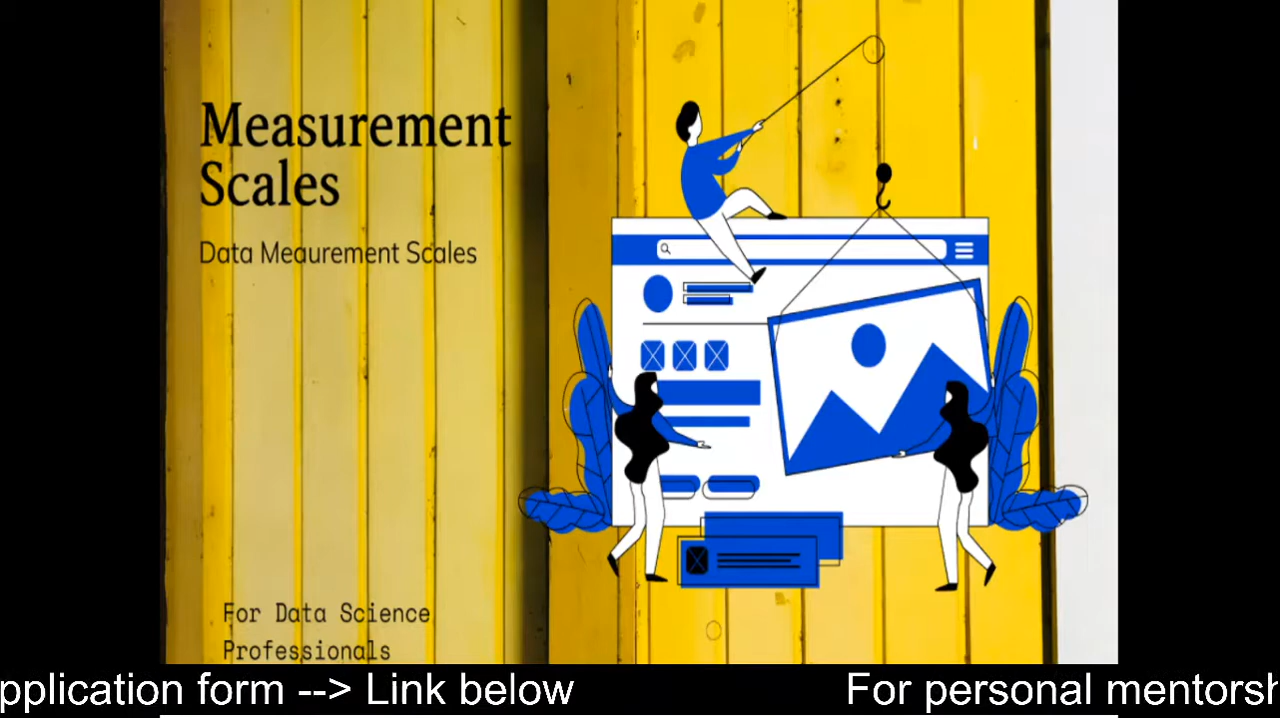 Measurement
Scales
Data Meaurement Scales
For Data Science
Professionals
pplication form --> Link below
For personal mentorsh